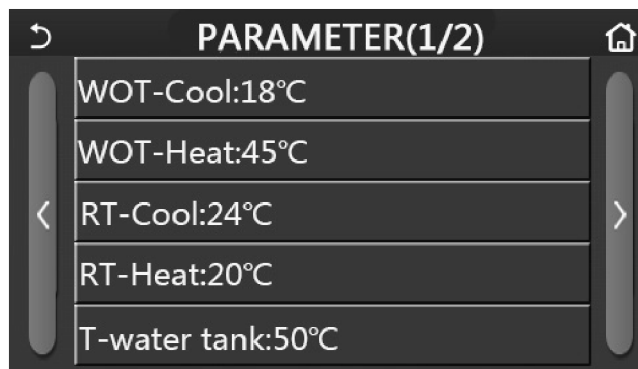 PARAMETER(1/2)
WOT-Cool:18℃
WOT-Heat:45℃
RT-Cool:24℃
RT-Heat:20℃
T-water tank:50℃